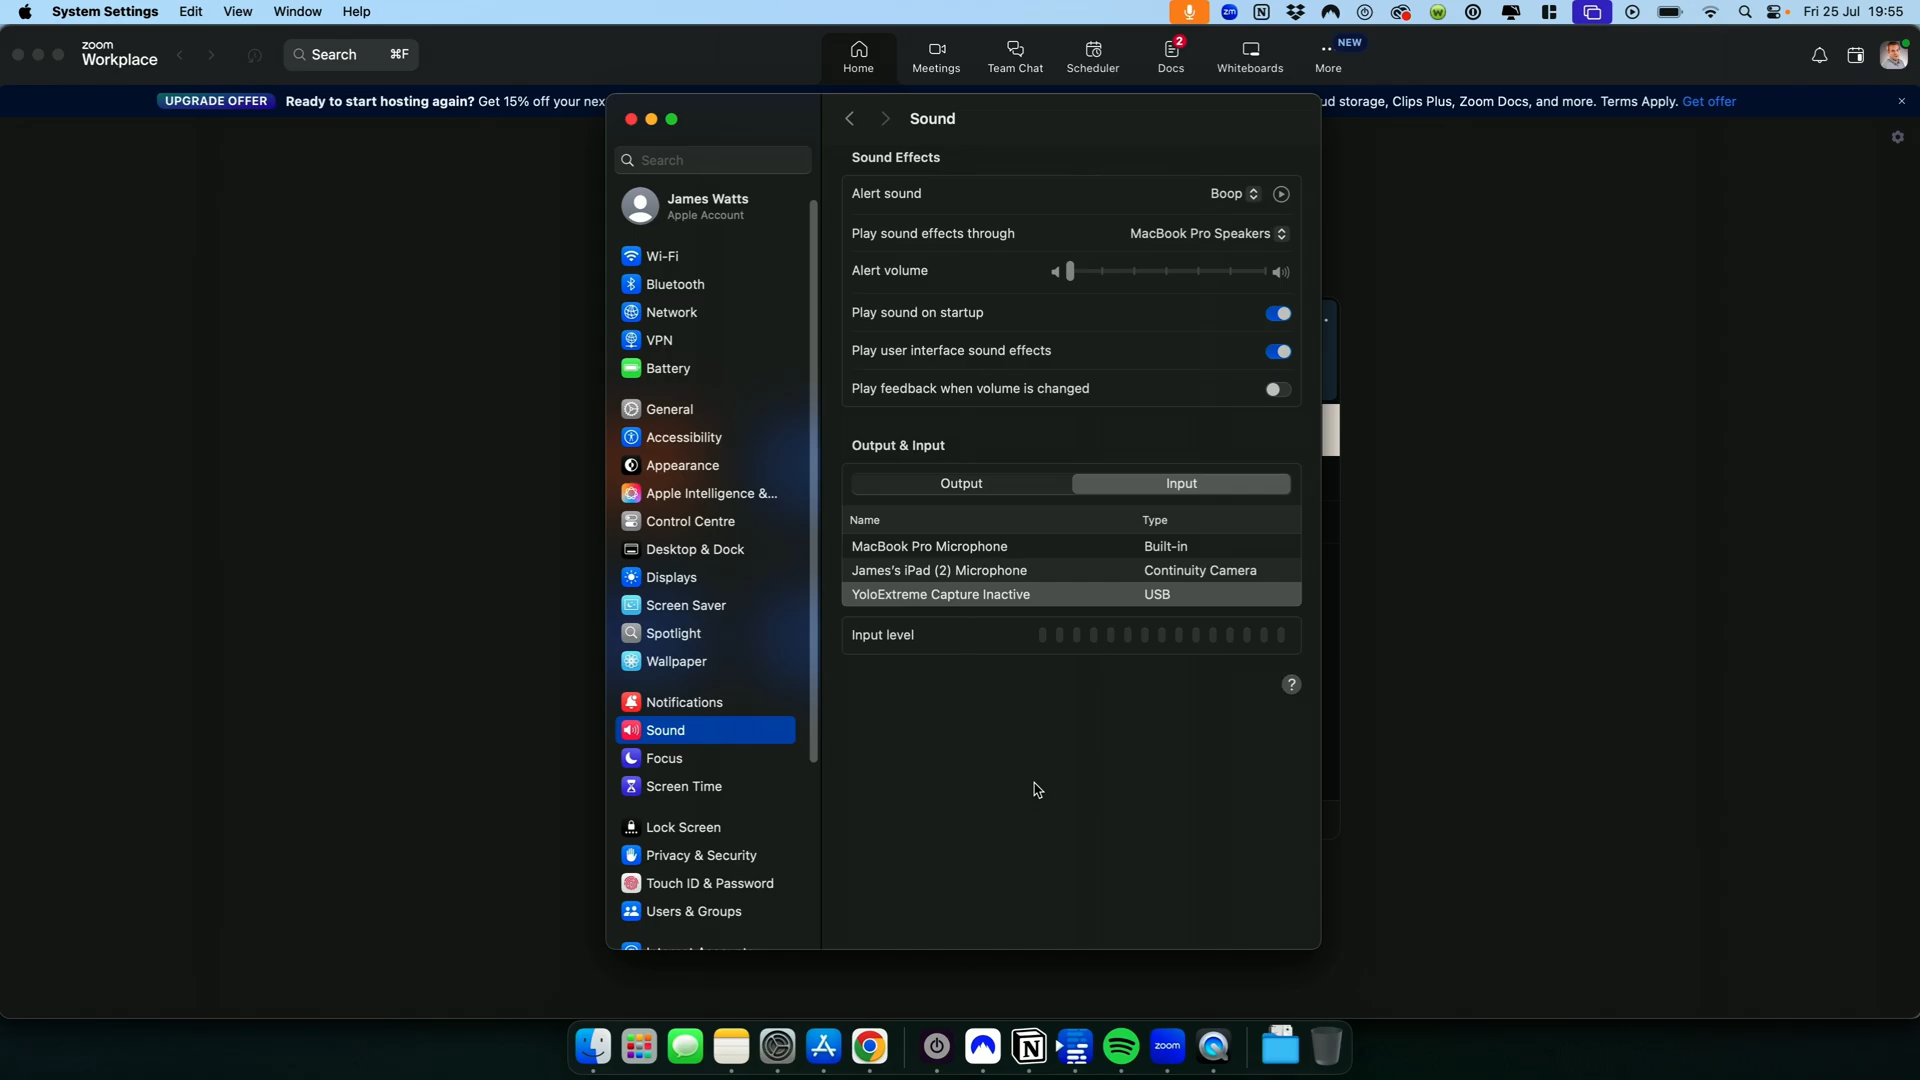 System Settings Edit View Window Help
zm
Fri 25 Jul 19:55
zoom
Workplace
Search ⌘F
Home
Meetings
Team Chat
Scheduler
2
Docs
Whiteboards
NEW
More
UPGRADE OFFER Ready to start hosting again? Get 15% off your nex
ud storage, Clips Plus, Zoom Docs, and more. Terms Apply. Get offer
Search
James Watts
Apple Account
Wi-Fi
Bluetooth
Network
VPN
Battery
General
Accessibility
Appearance
Apple Intelligence &...
Control Centre
Desktop & Dock
Displays
Screen Saver
Spotlight
Wallpaper
Notifications
Sound
Focus
Screen Time
Lock Screen
Privacy & Security
Touch ID & Password
Users & Groups
Sound
Sound Effects
Alert sound Boop
Play sound effects through MacBook Pro Speakers
Alert volume
Play sound on startup
Play user interface sound effects
Play feedback when volume is changed
Output & Input
Output Input
Name Type
MacBook Pro Microphone Built-in
James's iPad (2) Microphone Continuity Camera
YoloExtreme Capture Inactive USB
Input level
?
zoom